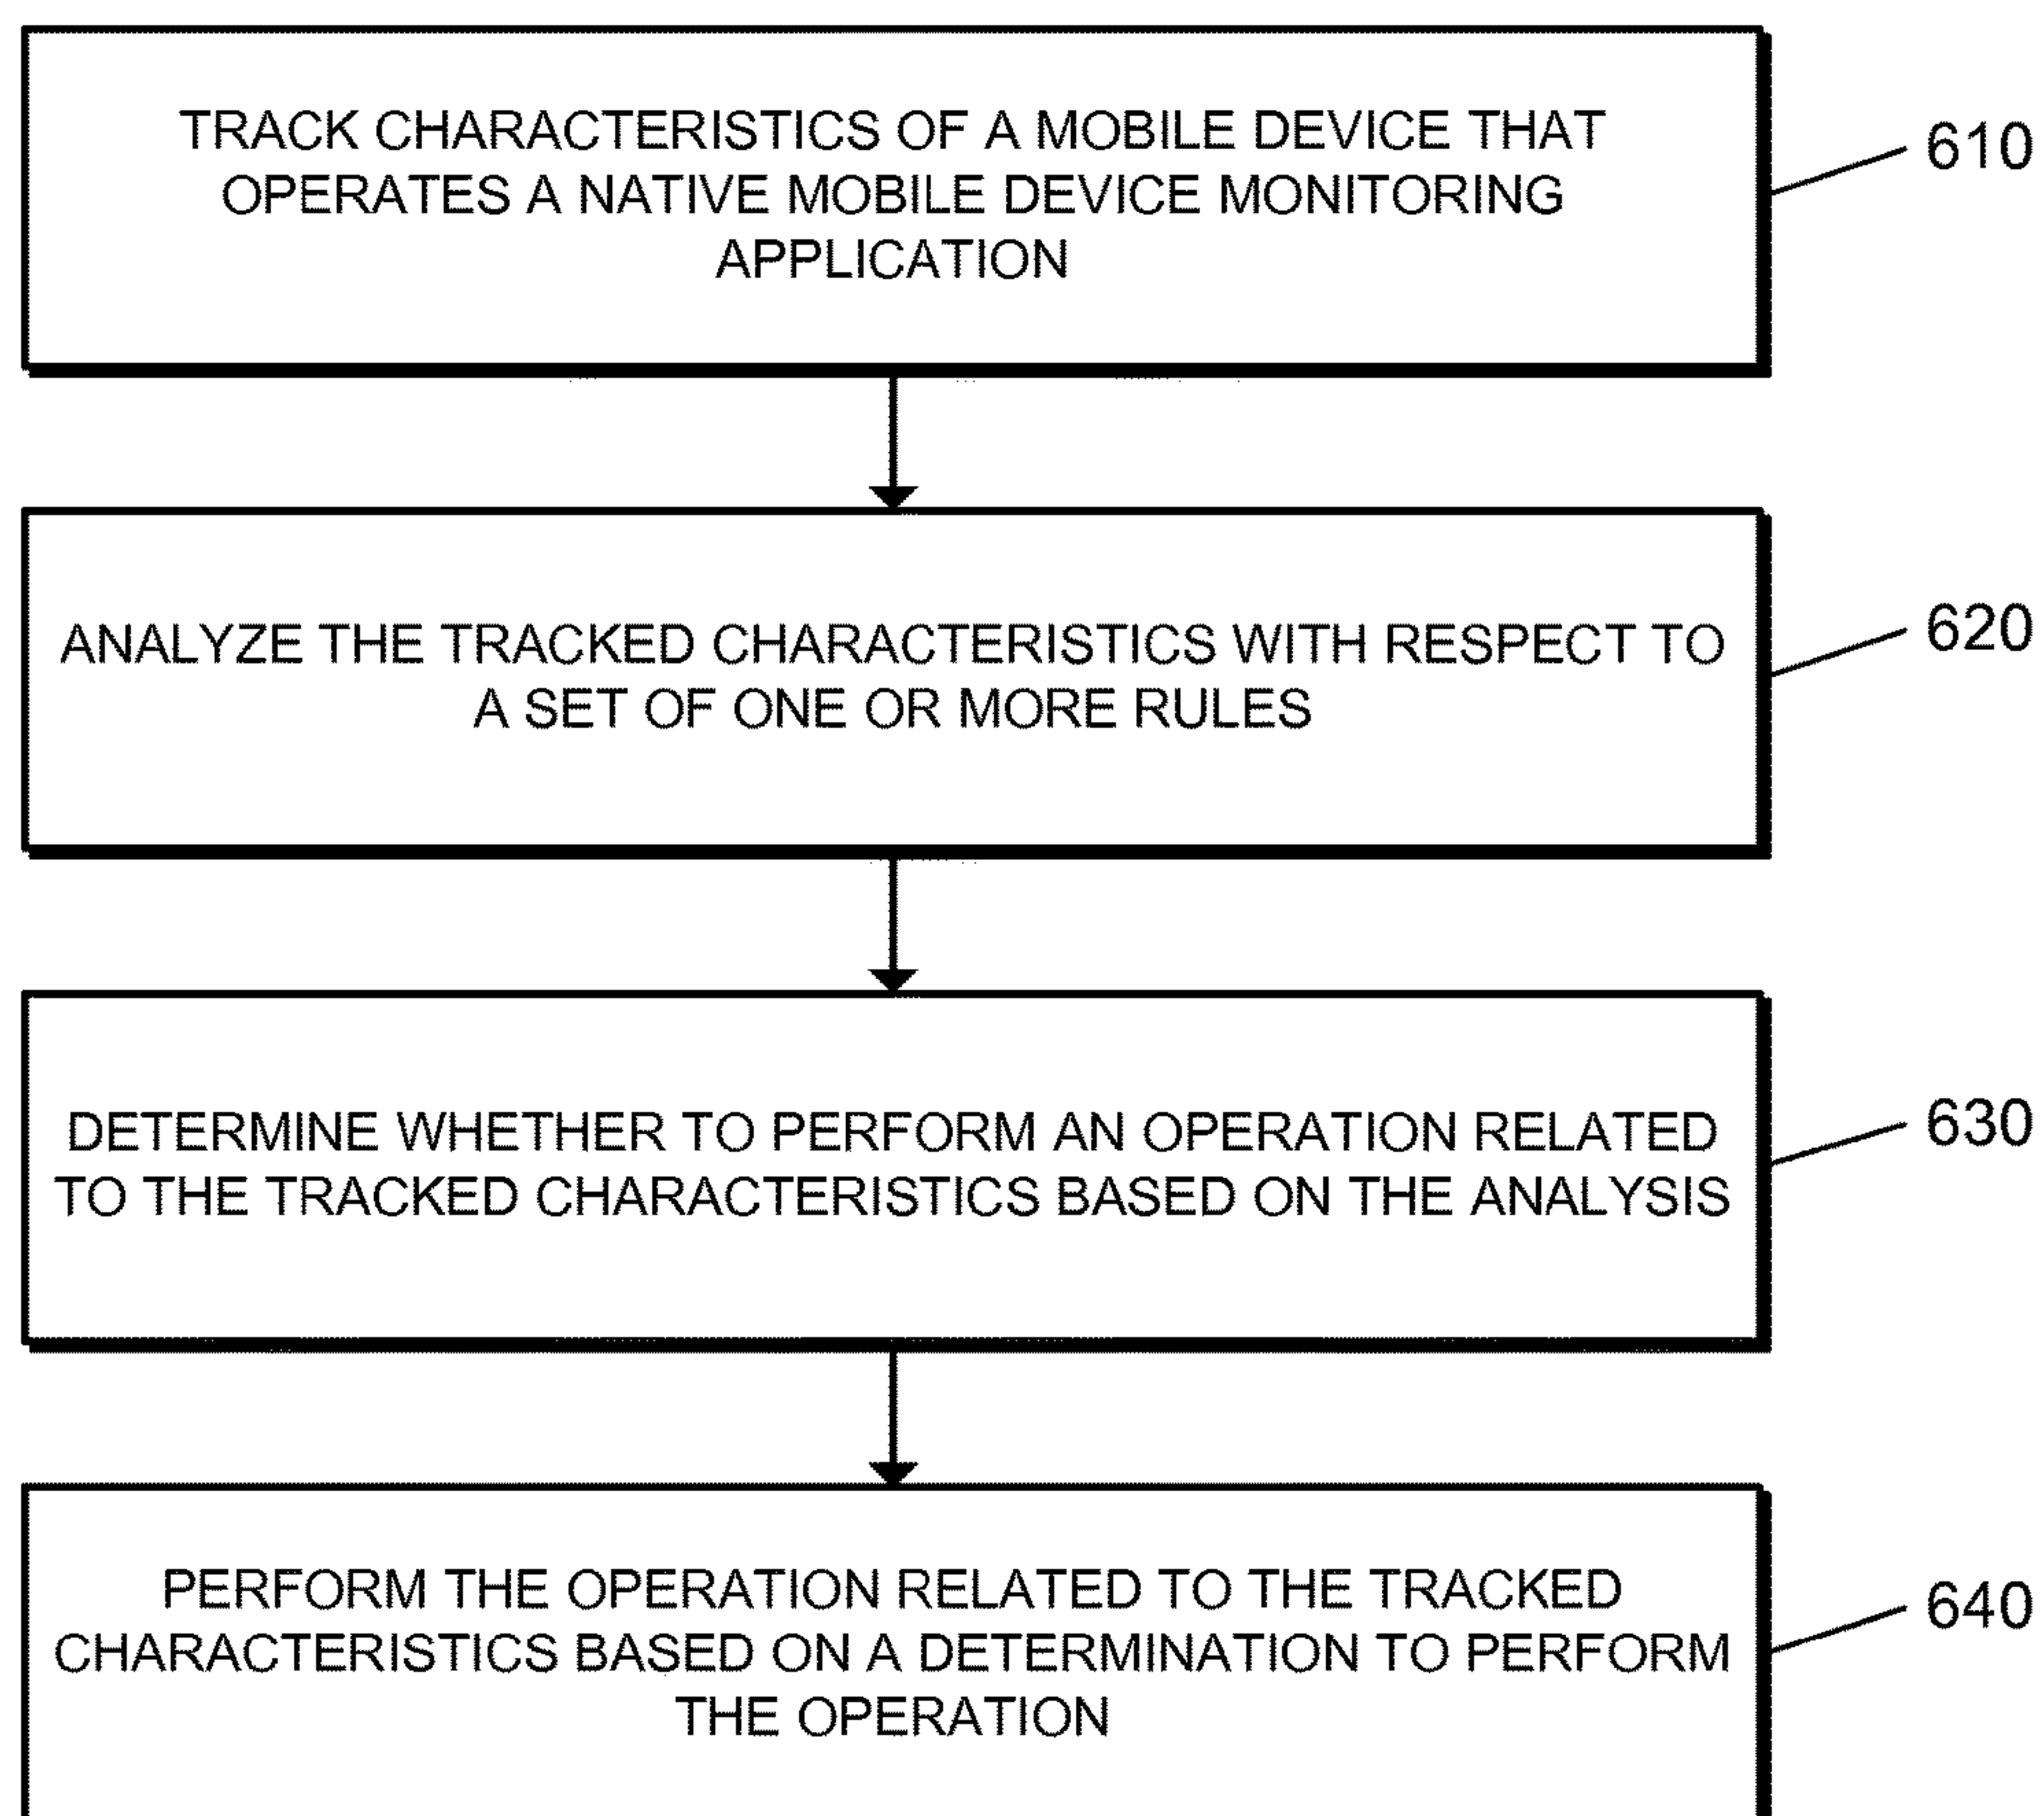 TRACK CHARACTERISTICS OF A MOBILE DEVICE THAT
OPERATES A NATIVE MOBILE DEVICE MONITORING
APPLICATION
610
ANALYZE THE TRACKED CHARACTERISTICS WITH RESPECT TO
A SET OF ONE OR MORE RULES
620
DETERMINE WHETHER TO PERFORM AN OPERATION RELATED
TO THE TRACKED CHARACTERISTICS BASED ON THE ANALYSIS
630
PERFORM THE OPERATION RELATED TO THE TRACKED
CHARACTERISTICS BASED ON A DETERMINATION TO PERFORM
THE OPERATION
640